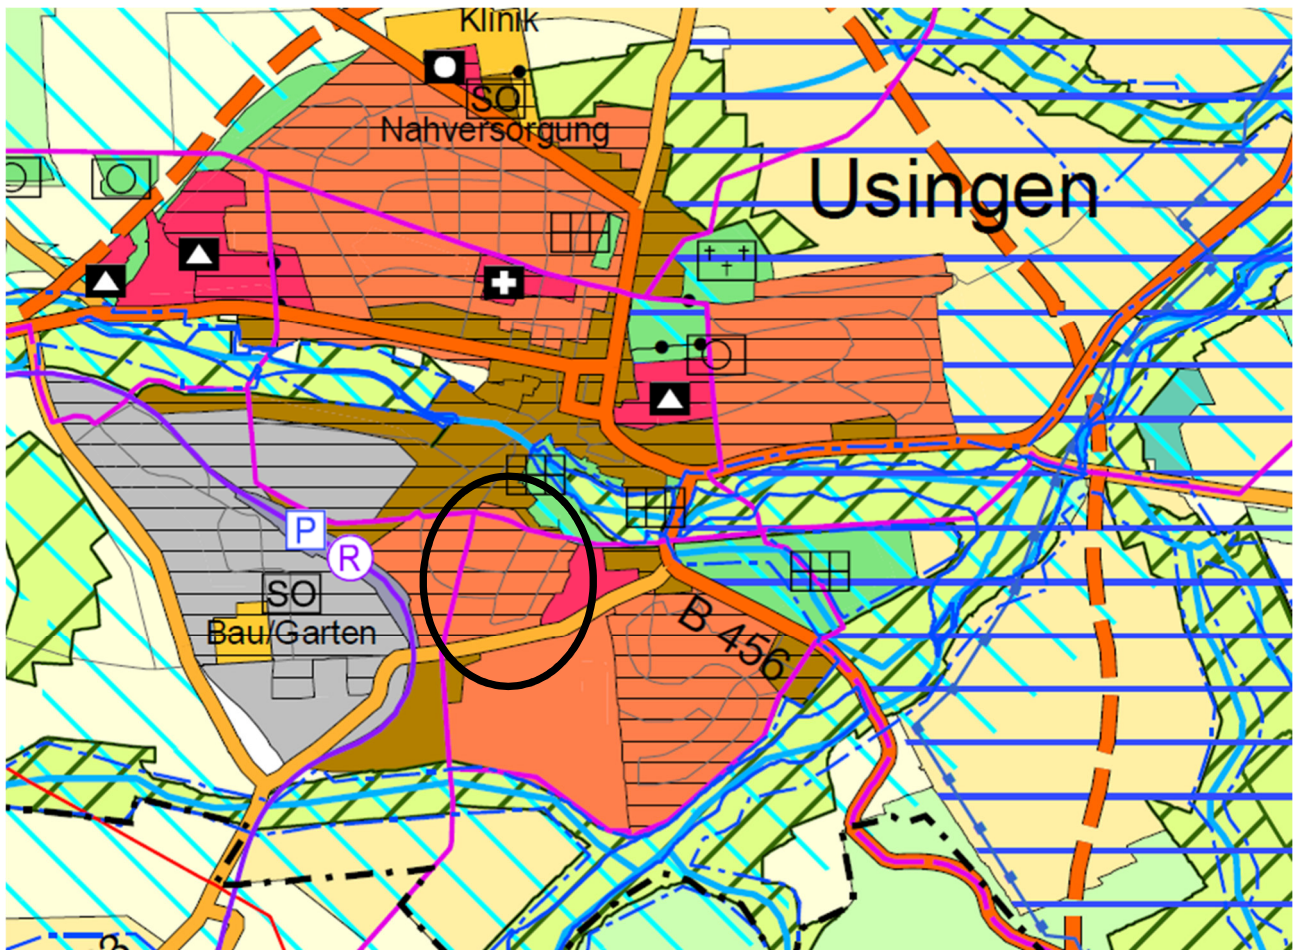 Klinik
SO
Nahversorgung
Usingen
P
R
SO
Bau/Garten
B 456